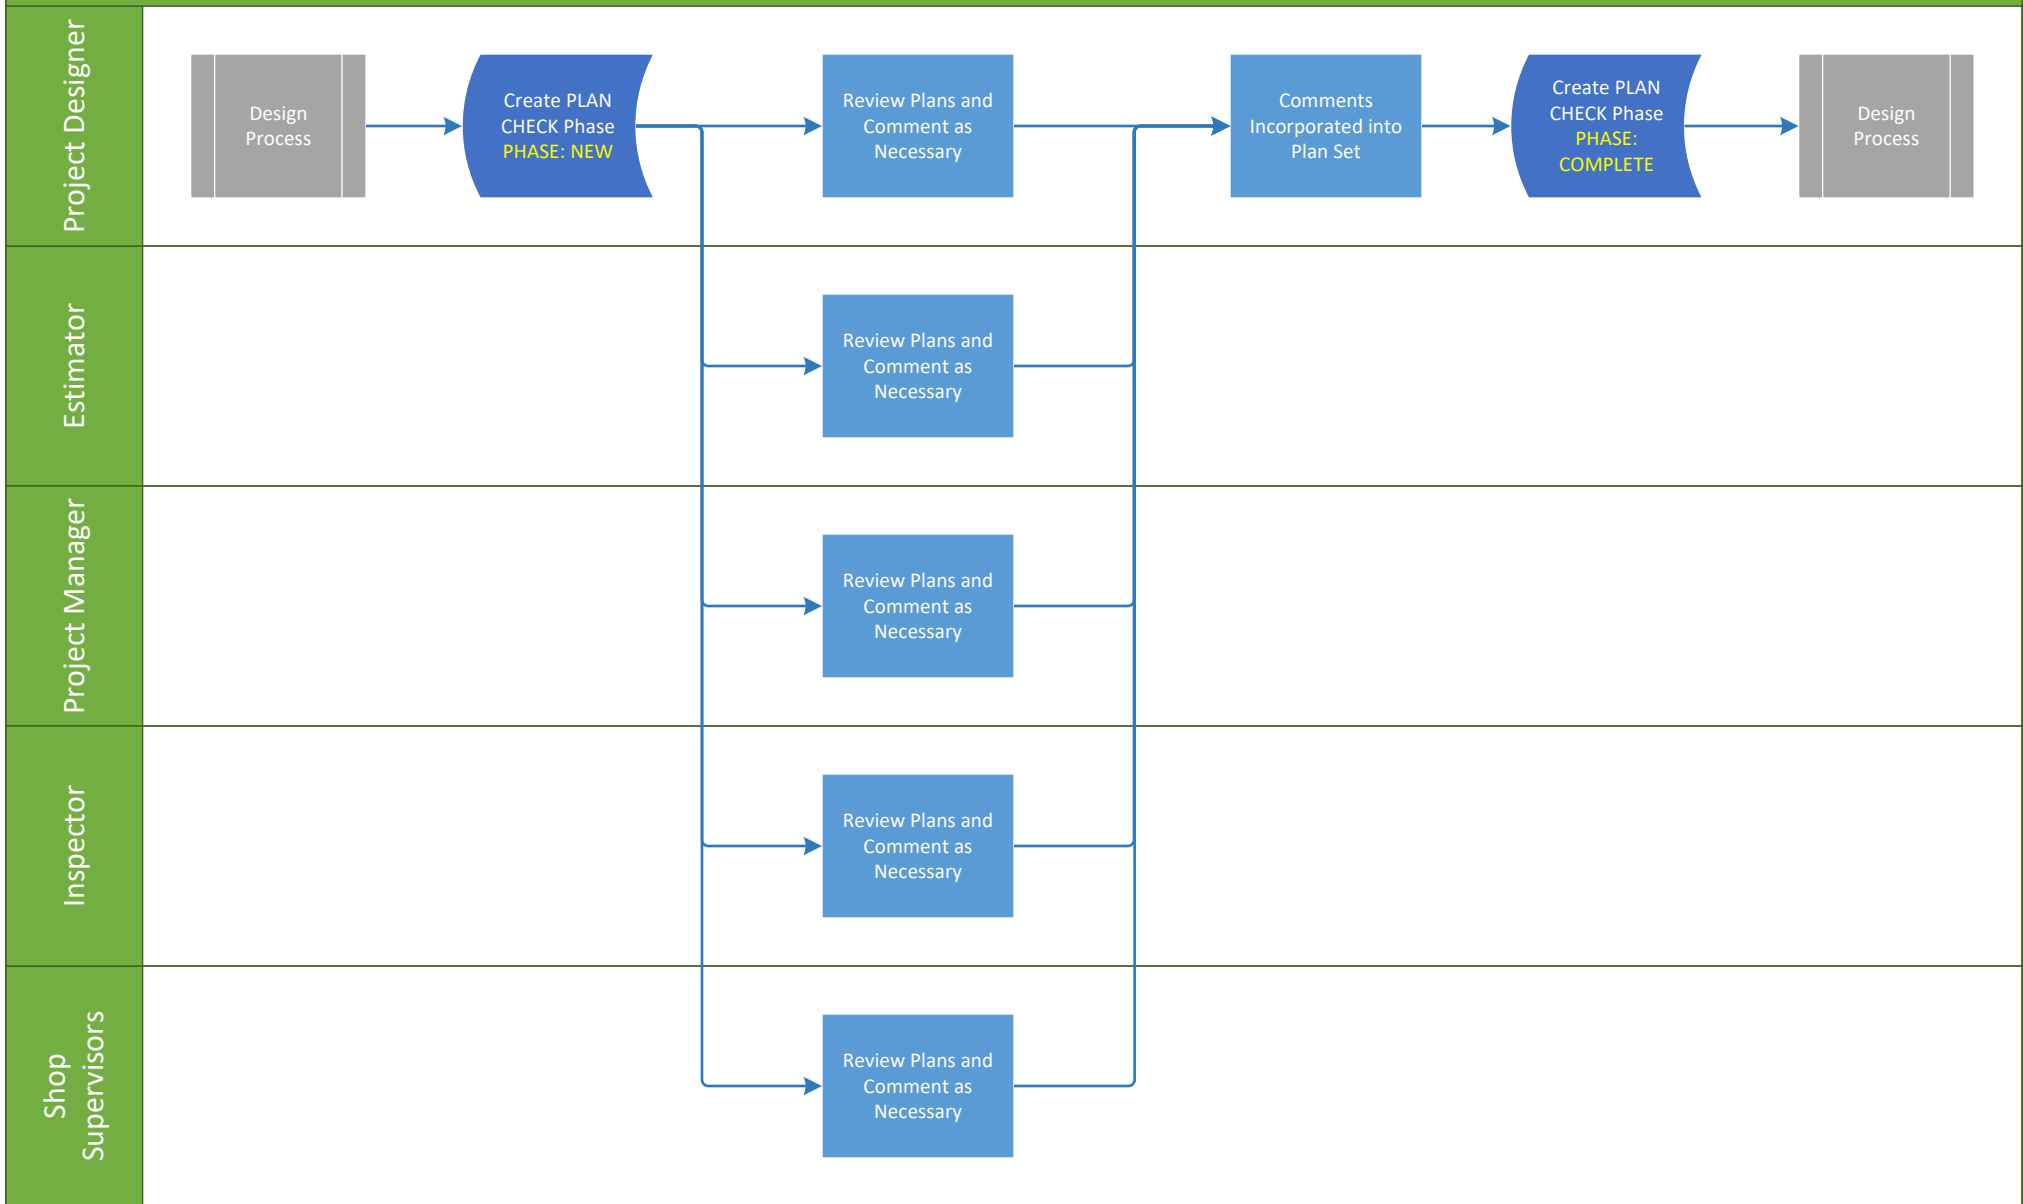 Project Designer
Design
Process
Create PLAN
CHECK Phase
PHASE: NEW
Review Plans and
Comment as
Necessary
Comments
Incorporated into
Plan Set
Create PLAN
CHECK Phase
PHASE:
COMPLETE
Design
Process
Estimator
Review Plans and
Comment as
Necessary
Project Manager
Review Plans and
Comment as
Necessary
Inspector
Review Plans and
Comment as
Necessary
Shop
Supervisors
Review Plans and
Comment as
Necessary